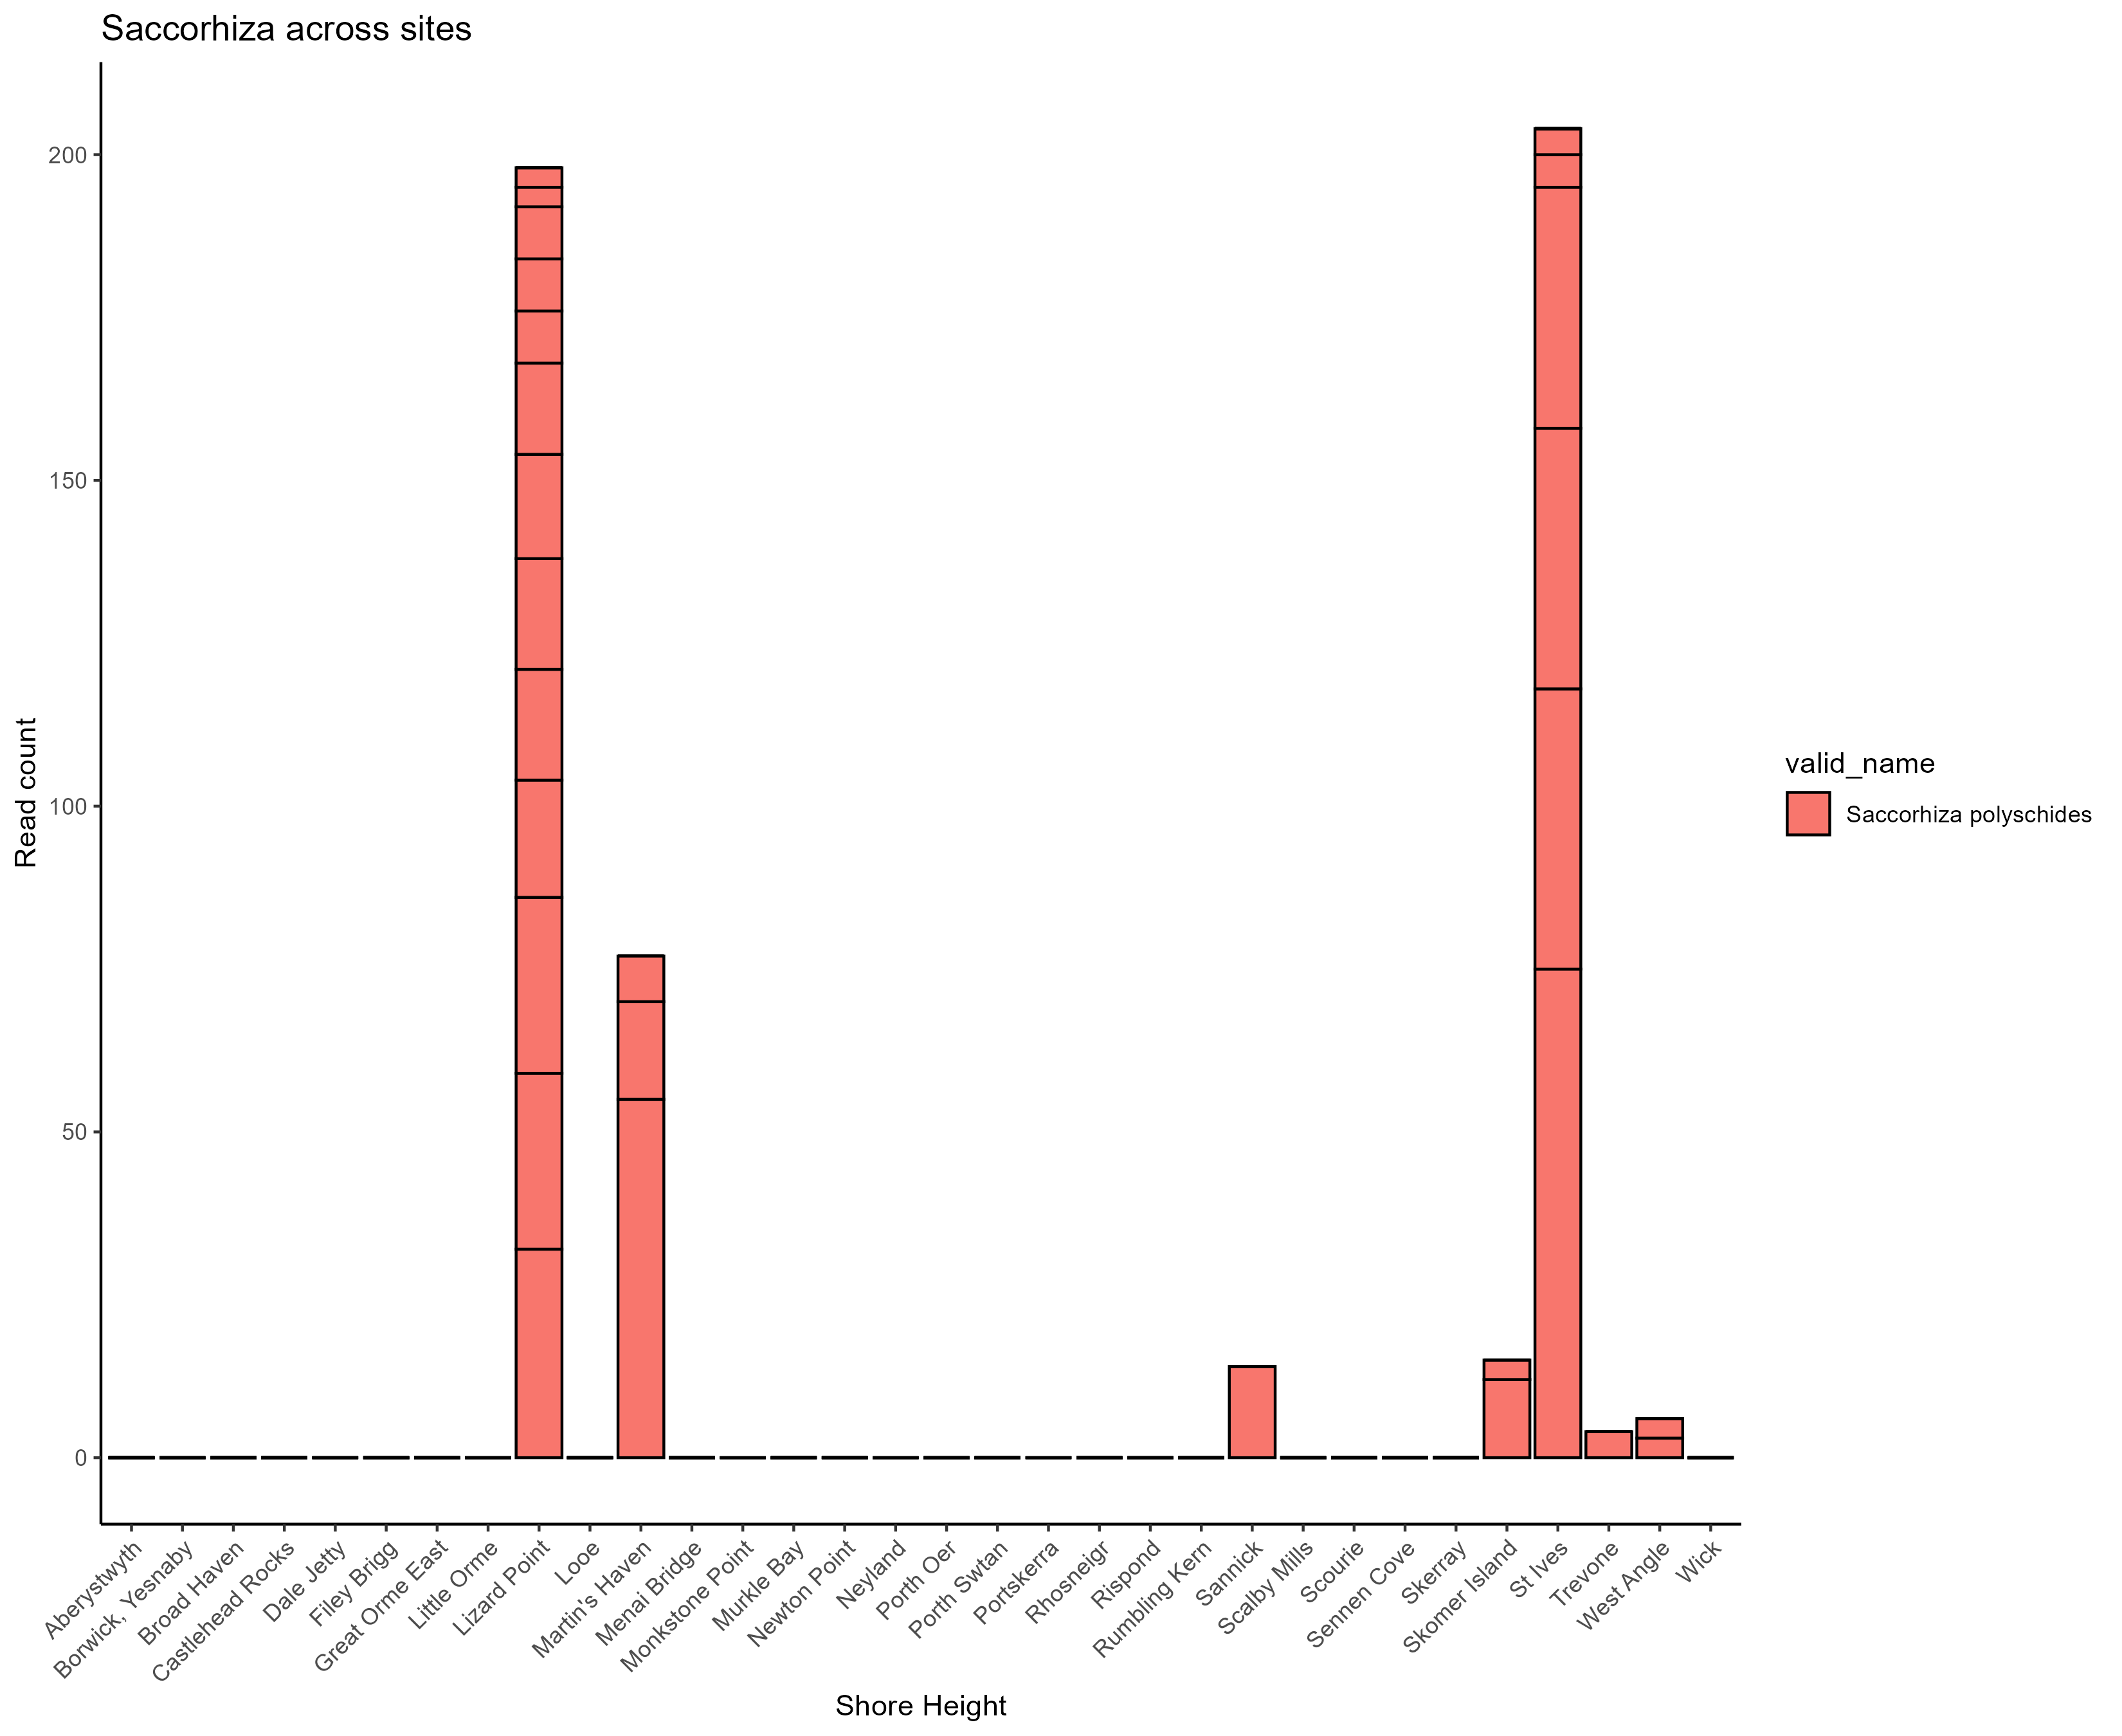 Saccorhiza across sites
200
150
100
50
0
Read count
Aberystwyth
Borwick, Yesnaby
Broad Haven
Castlehead Rocks
Dale Jetty
Filey Brigg
Great Orme East
Little Orme
Lizard Point
Looe
Martin's Haven
Menai Bridge
Monkstone Point
Murkle Bay
Newton Point
Neyland
Porth Oer
Porth Swtan
Portskerra
Rhosneigr
Rispond
Rumbling Kern
Sannick
Scalby Mills
Scourie
Sennen Cove
Skerray
Skomer Island
St Ives
Trevone
West Angle
Wick
Shore Height
valid_name
Saccorhiza polyschides